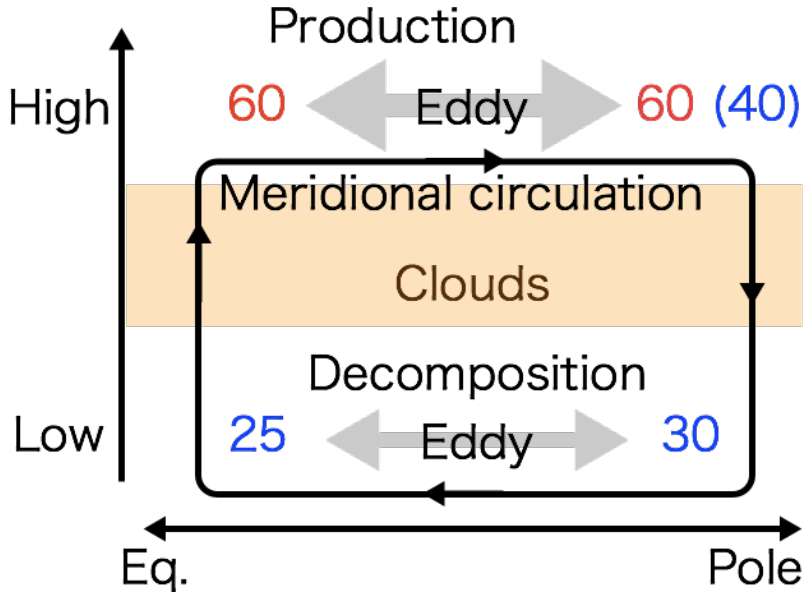 Production
High 60 Eddy 60 (40)
Meridional circulation
Clouds
Decomposition
Low 25 Eddy 30
Eq. Pole